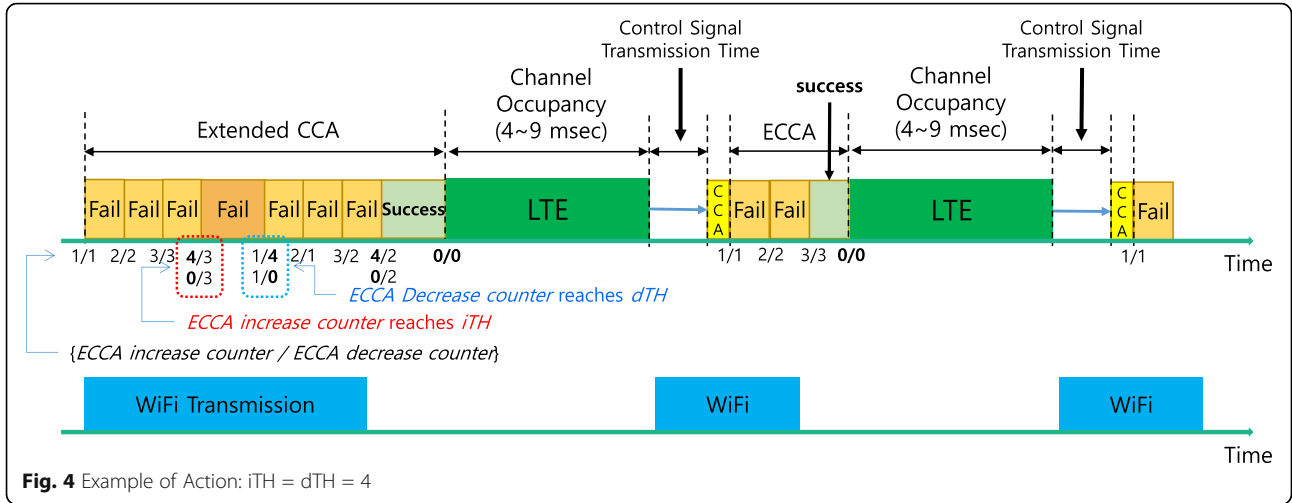 Control Signal
Transmission Time
Control Signal
Transmission Time
Channel
Occupancy
(4~9 msec)
success
Channel
Occupancy
(4~9 msec)
Extended CCA
ECCA
Fail Fail Fail Fail Fail Fail Fail Success LTE CCA Fail Fail LTE CCA Fail
1/1 2/2 3/3 4/3 1/4 2/1 3/2 4/2 0/0 1/1 2/2 3/3 0/0 1/1
0/3 1/0 0/2
Time
ECCA Decrease counter reaches dTH
ECCA increase counter reaches iTH
{ECCA increase counter / ECCA decrease counter}
WiFi Transmission WiFi WiFi
Time
Fig. 4 Example of Action: iTH = dTH = 4